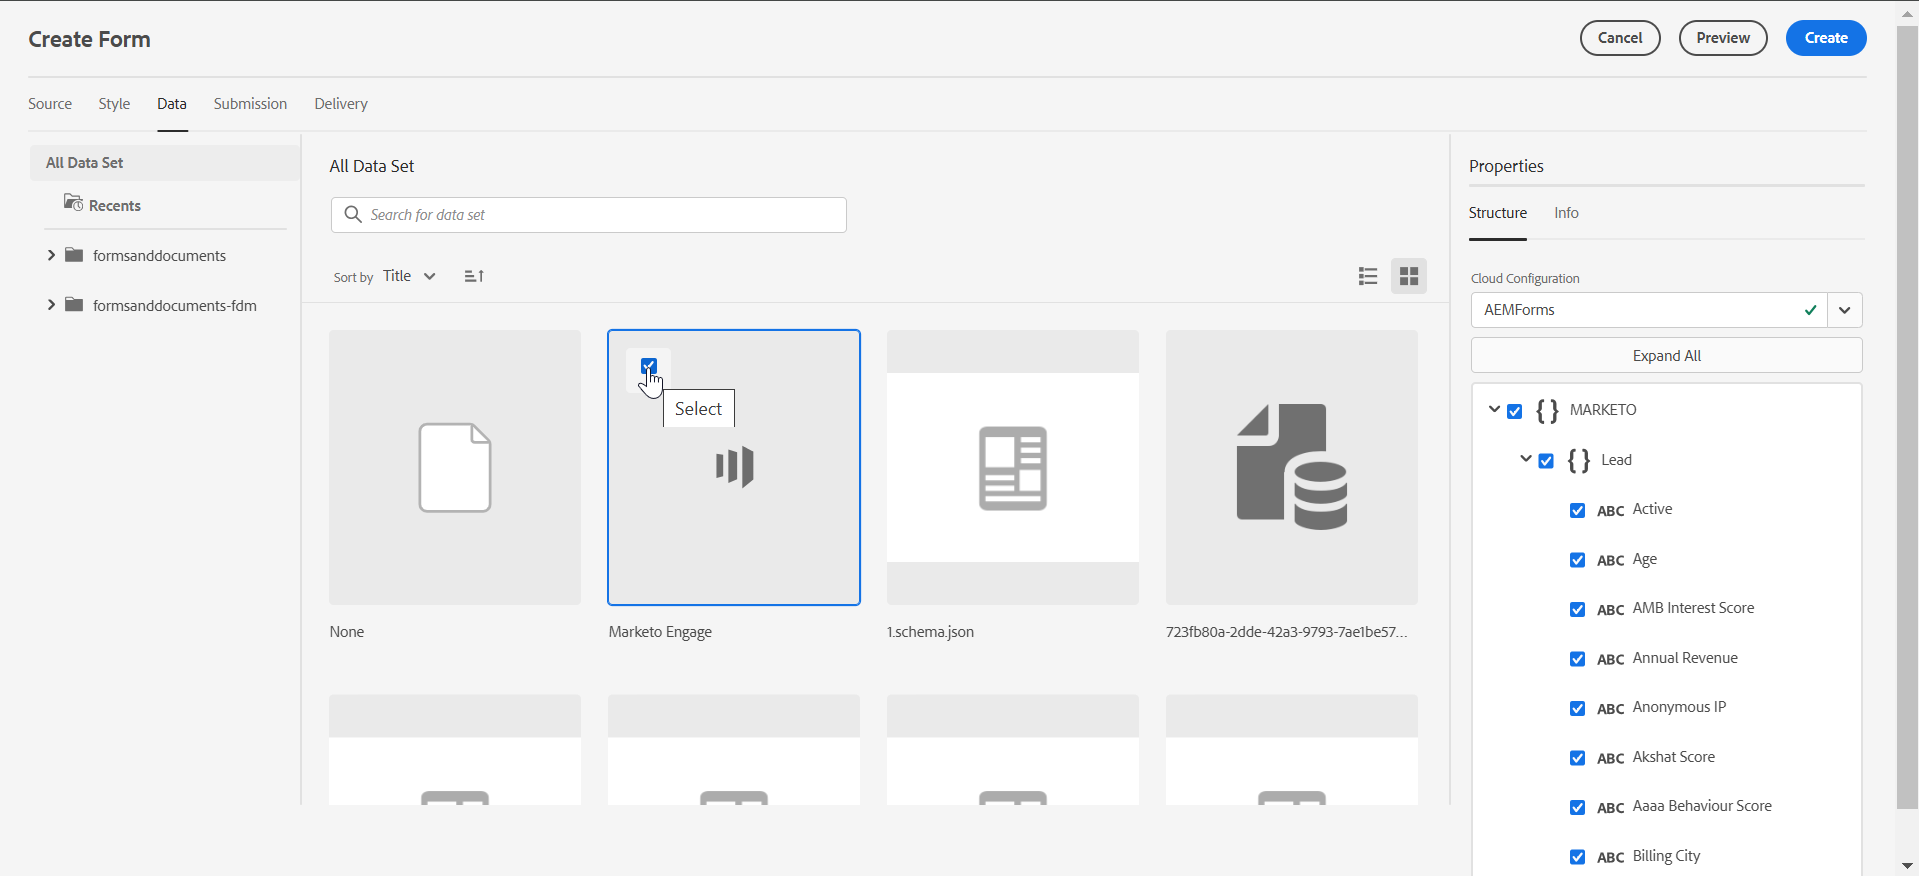 Create Form
Cancel
Preview
Create
Source
Style
Data
Submission
Delivery
All Data Set
Recents
formsanddocuments
formsanddocuments-fdm
All Data Set
Search for data set
Sort by Title
None
Select
Marketo Engage
1.schema.json
723fb80a-2dde-42a3-9793-7ae1be57...
Properties
Structure
Info
Cloud Configuration
AEMForms
Expand All
{ } MARKETO
{ } Lead
ABC Active
ABC Age
ABC AMB Interest Score
ABC Annual Revenue
ABC Anonymous IP
ABC Akshat Score
ABC Aaaa Behaviour Score
ABC Billing City